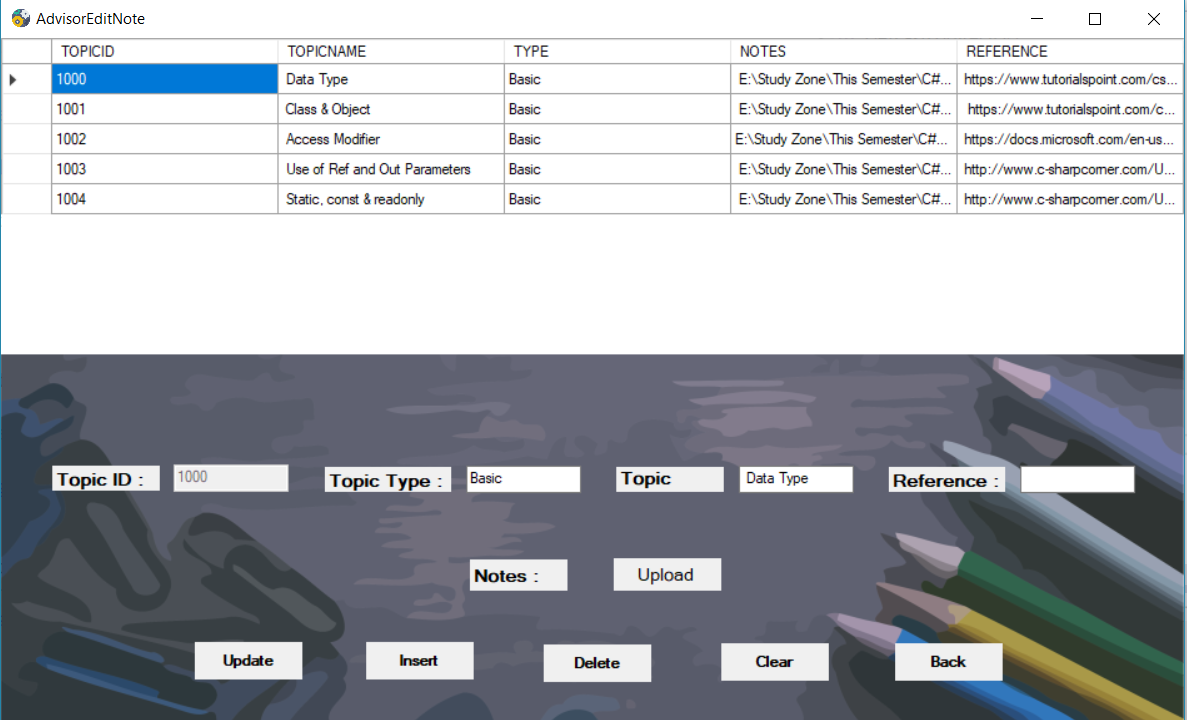 AdvisorEditNote
TOPICID TOPICNAME TYPE NOTES REFERENCE
1000 Data Type Basic E:\Study Zone\This Semester\C#... https://www.tutorialspoint.com/cs...
1001 Class & Object Basic E:\Study Zone\This Semester\C#... https://www.tutorialspoint.com/c...
1002 Access Modifier Basic E:\Study Zone\This Semester\C#... https://docs.microsoft.com/en-us...
1003 Use of Ref and Out Parameters Basic E:\Study Zone\This Semester\C#... http://www.c-sharpcorner.com/U...
1004 Static, const & readonly Basic E:\Study Zone\This Semester\C#... http://www.c-sharpcorner.com/U...
Topic ID : 1000 Topic Type : Basic Topic Data Type Reference :
Notes : Upload
Update Insert Delete Clear Back